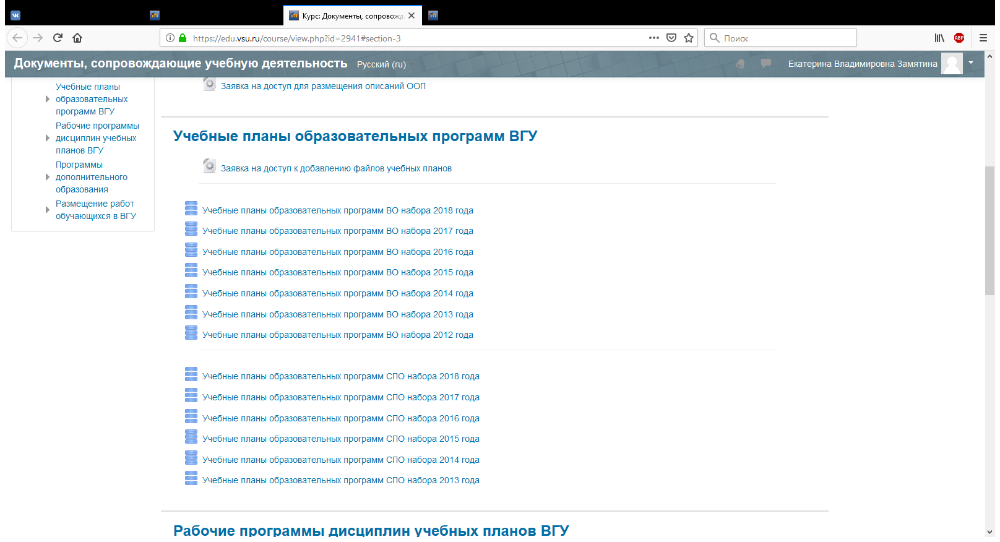 Курс: Документы, сопровожд
https://edu.vsu.ru/course/view.php?id=2941#section-3
Поиск
ABP
Документы, сопровождающие учебную деятельность
Русский (ru)
Екатерина Владимировна Замятина
Учебные планы
образовательных
программ ВГУ
Рабочие программы
дисциплин учебных
планов ВГУ
Программы
дополнительного
образования
Размещение работ
обучающихся в ВГУ
Заявка на доступ для размещения описаний ООП
Учебные планы образовательных программ ВГУ
Заявка на доступ к добавлению файлов учебных планов
Учебные планы образовательных программ ВО набора 2018 года
Учебные планы образовательных программ ВО набора 2017 года
Учебные планы образовательных программ ВО набора 2016 года
Учебные планы образовательных программ ВО набора 2015 года
Учебные планы образовательных программ ВО набора 2014 года
Учебные планы образовательных программ ВО набора 2013 года
Учебные планы образовательных программ ВО набора 2012 года
Учебные планы образовательных программ СПО набора 2018 года
Учебные планы образовательных программ СПО набора 2017 года
Учебные планы образовательных программ СПО набора 2016 года
Учебные планы образовательных программ СПО набора 2015 года
Учебные планы образовательных программ СПО набора 2014 года
Учебные планы образовательных программ СПО набора 2013 года
Рабочие программы дисциплин учебных планов ВГУ